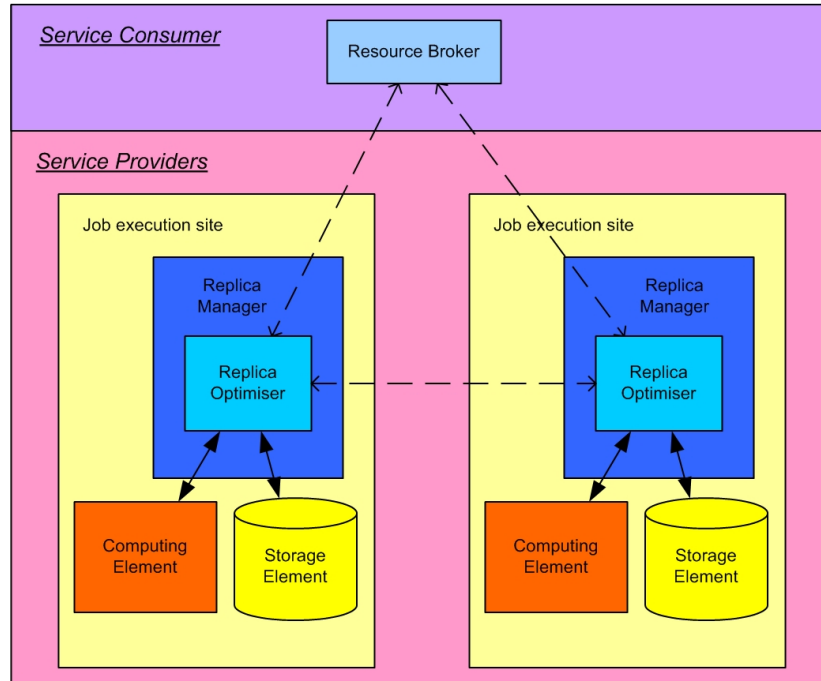 Service Consumer
Resource Broker
Service Providers
Job execution site
Replica
Manager
Replica
Optimiser
Computing
Element
Storage
Element
Job execution site
Replica
Manager
Replica
Optimiser
Computing
Element
Storage
Element